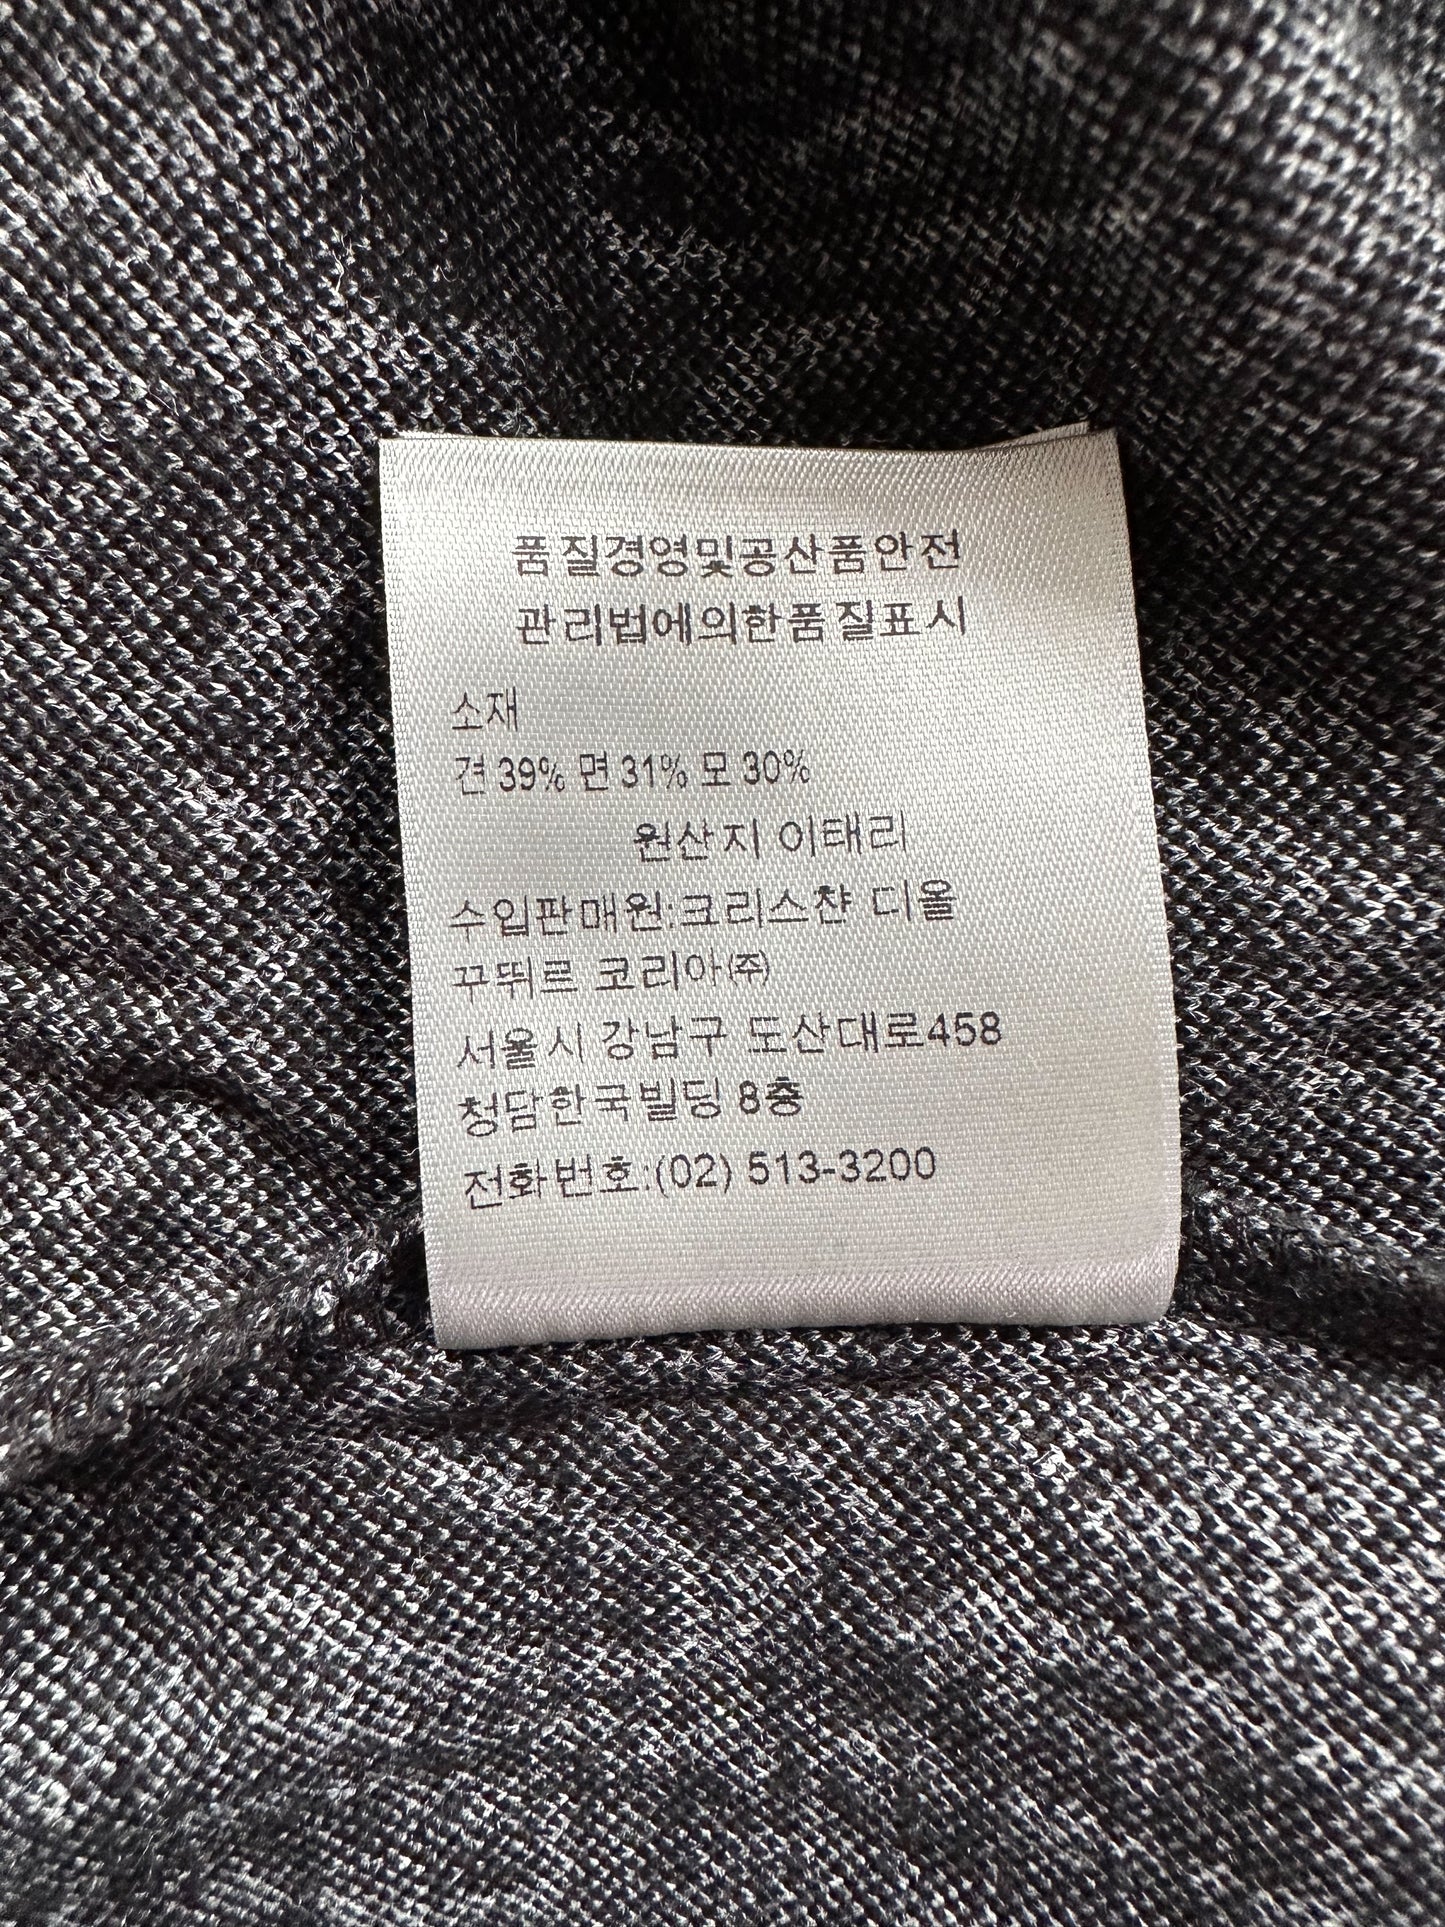 품질경영및공산품안전
관리법에의한품질표시
소재
견 39% 면 31% 모 30%
원산지 이태리
수입판매원:크리스챤 디올
꾸뛰르 코리아㈜
서울시 강남구 도산대로458
청담한국빌딩 8층
전화번호:(02) 513-3200